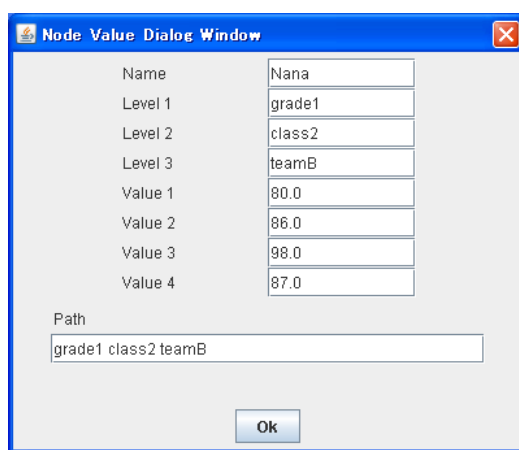 Node Value Dialog Window
Name Nana
Level 1 grade1
Level 2 class2
Level 3 teamB
Value 1 80.0
Value 2 86.0
Value 3 98.0
Value 4 87.0
Path
grade1 class2 teamB
Ok